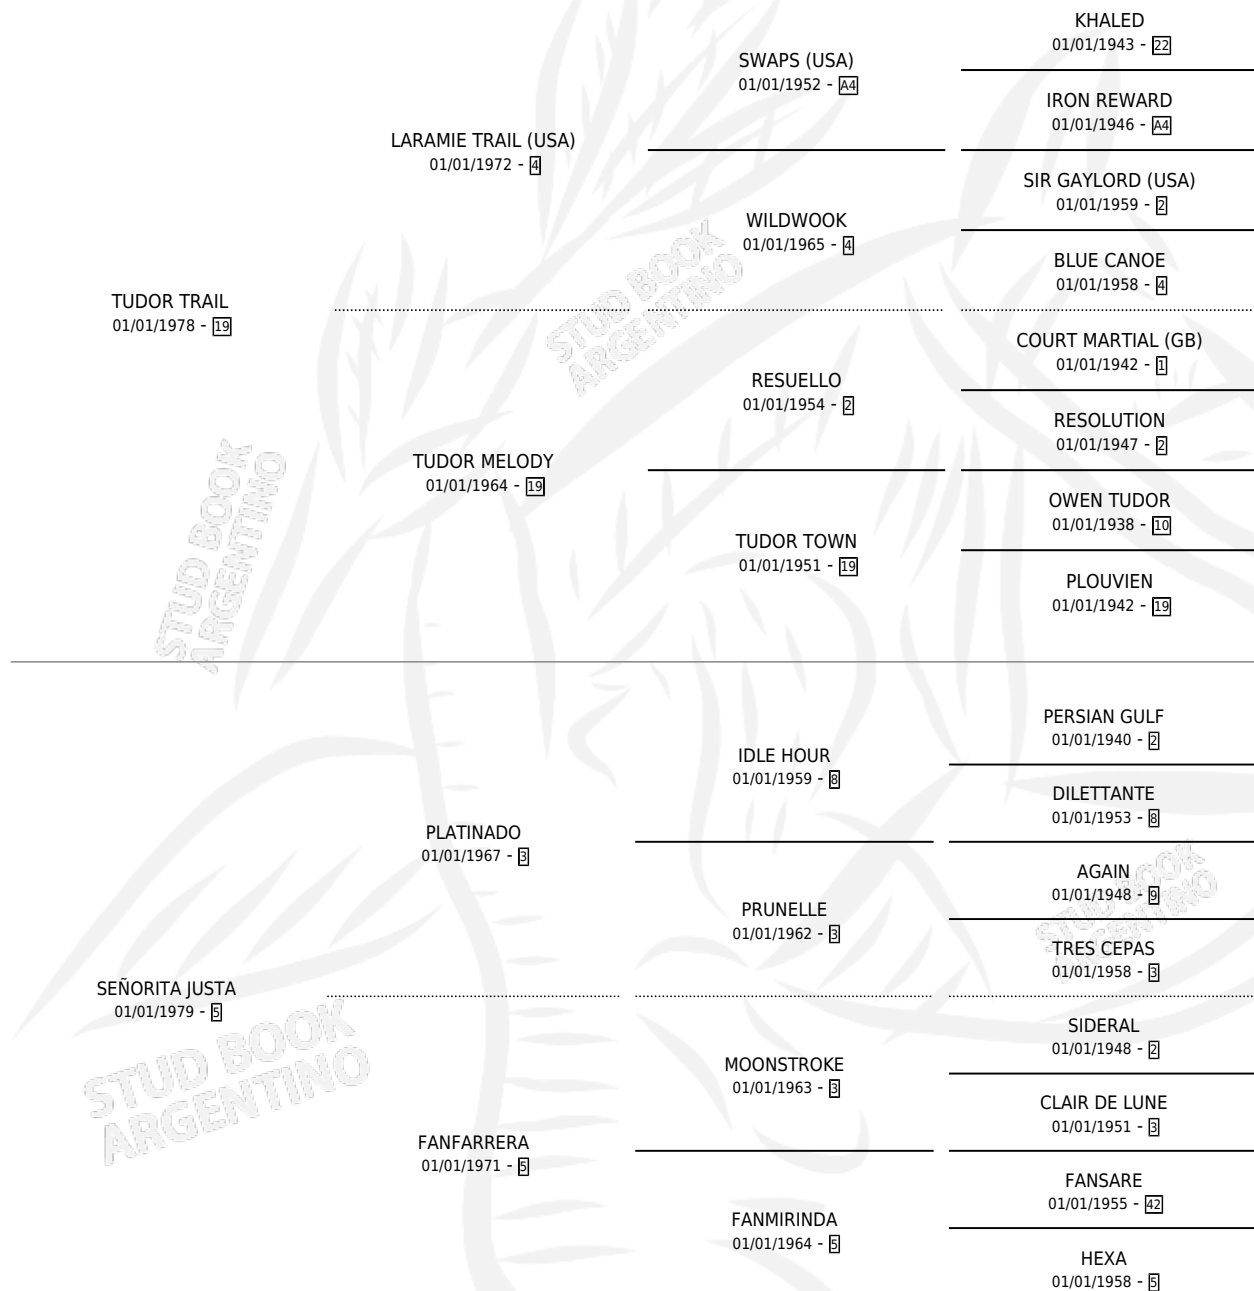 KHALED
01/01/1943 - 22
SWAPS (USA)
01/01/1952 - A4
IRON REWARD
01/01/1946 - A4
LARAMIE TRAIL (USA)
01/01/1972 - 4
SIR GAYLORD (USA)
01/01/1959 - 2
WILDWOOK
01/01/1965 - 4
BLUE CANOE
01/01/1958 - 4
TUDOR TRAIL
01/01/1978 - 19
COURT MARTIAL (GB)
01/01/1942 - 1
RESUELLO
01/01/1954 - 2
RESOLUTION
01/01/1947 - 2
TUDOR MELODY
01/01/1964 - 19
OWEN TUDOR
01/01/1938 - 10
TUDOR TOWN
01/01/1951 - 19
PLOUVIEN
01/01/1942 - 19
STUD BOOK
ARGENTINO
STUD BOOK
ARGENTINO
PERSIAN GULF
01/01/1940 - 2
IDLE HOUR
01/01/1959 - 8
DILETTANTE
01/01/1953 - 8
PLATINADO
01/01/1967 - 3
AGAIN
01/01/1948 - 9
PRUNELLE
01/01/1962 - 3
TRES CEPAS
01/01/1958 - 3
STUD BOOK
ARGENTINO
SEÑORITA JUSTA
01/01/1979 - 5
SIDERAL
01/01/1948 - 2
MOONSTROKE
01/01/1963 - 3
CLAIR DE LUNE
01/01/1951 - 3
STUD BOOK
ARGENTINO
FANFARRERA
01/01/1971 - 5
FANSARE
01/01/1955 - 42
FANMIRINDA
01/01/1964 - 5
HEXA
01/01/1958 - 5